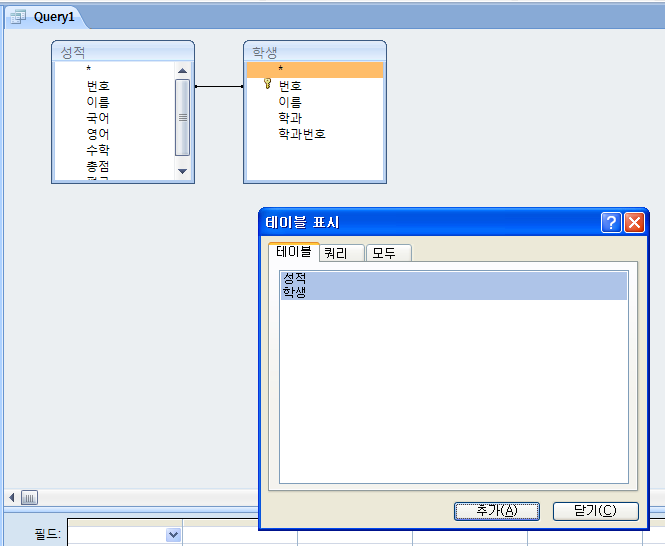 Query1
성적
*
번호
이름
국어
영어
수학
총점
학생
*
번호
이름
학과
학과번호
테이블 표시
테이블 쿼리 모두
성적
학생
추가(A) 닫기(C)
필드: